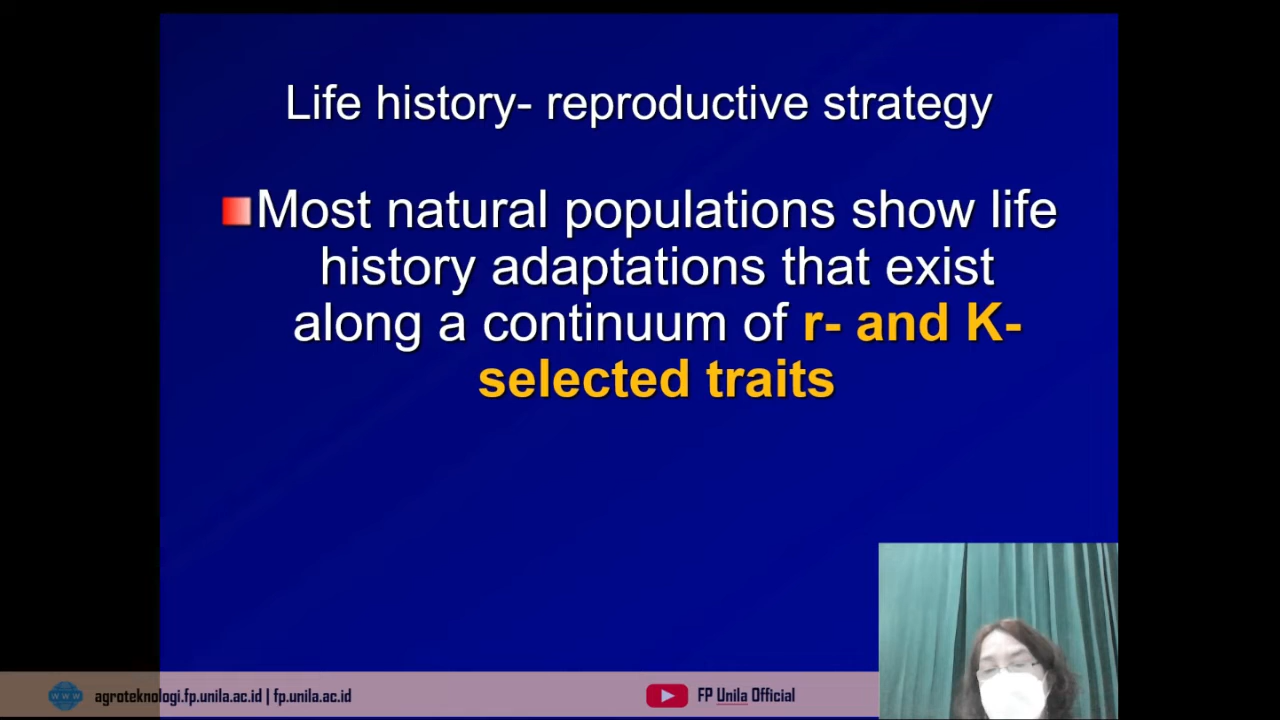 Life history- reproductive strategy
Most natural populations show life
history adaptations that exist
along a continuum of r- and K-
selected traits
www agroteknologi.fp.unila.ac.id | fp.unila.ac.id
FP Unila Official